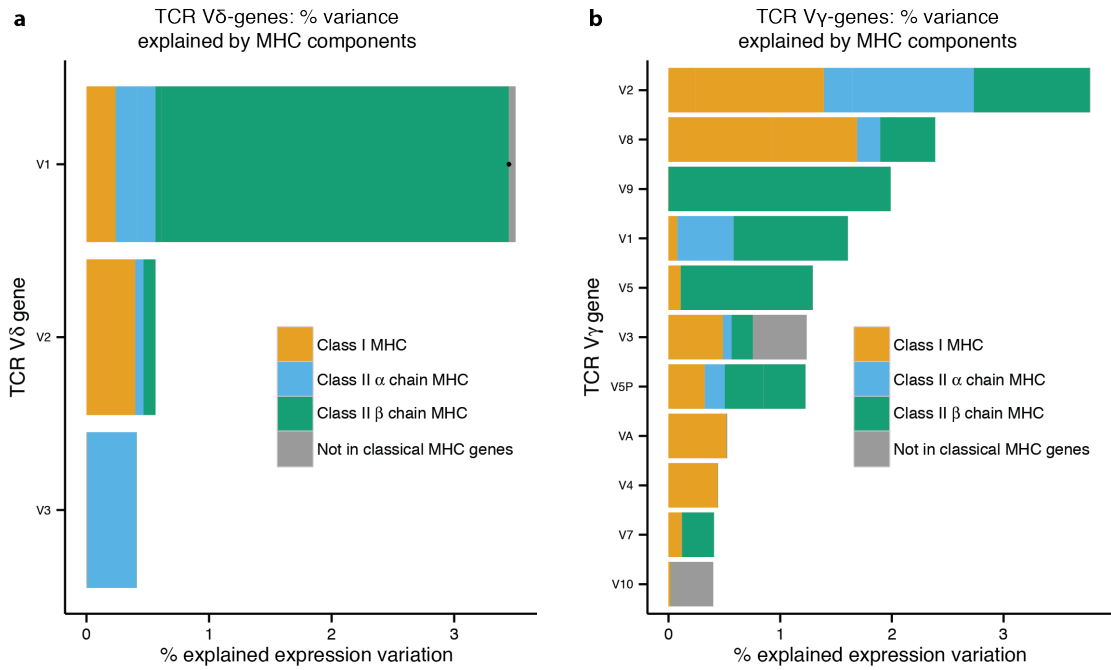 a
TCR Vδ-genes: % variance
explained by MHC components
TCR Vδ gene
V1
V2
V3
Class I MHC
Class II α chain MHC
Class II β chain MHC
Not in classical MHC genes
0 1 2 3
% explained expression variation
b
TCR Vγ-genes: % variance
explained by MHC components
TCR Vγ gene
V2
V8
V9
V1
V5
V3
V5P
VA
V4
V7
V10
Class I MHC
Class II α chain MHC
Class II β chain MHC
Not in classical MHC genes
0 1 2 3
% explained expression variation